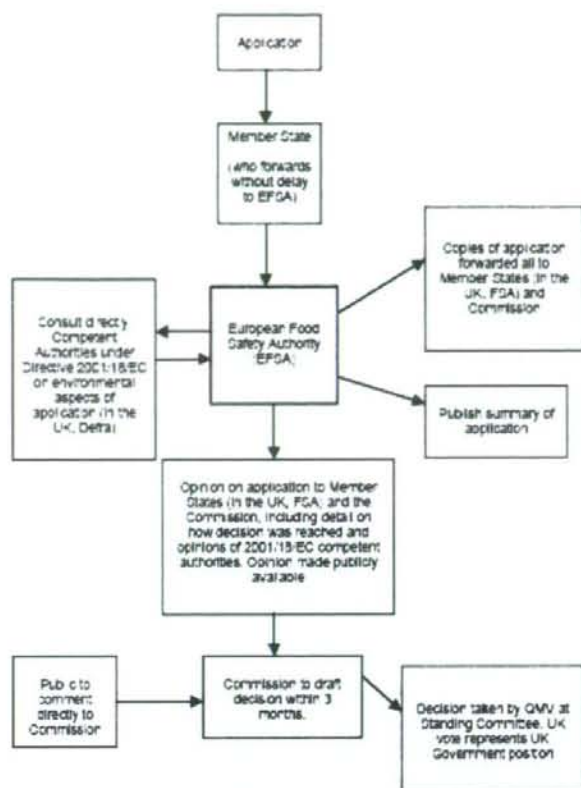 Application
Member State
(who forwards
without delay
to EFSA)
Copies of application
forwarded all to
Member States (in the
UK, FSA) and
Commission
Consult directly
Competent
Authorities under
Directive 2001/18/EC
on environmental
aspects of
application (in the
UK, Defra)
European Food
Safety Authority
(EFSA)
Publish summary of
application
Opinion on application to Member
States (in the UK, FSA) and the
Commission, including detail on
how decision was reached and
opinions of 2001/18/EC competent
authorities. Opinion made publicly
available
Public to
comment
directly to
Commission
Commission to draft
decision within 3
months.
Decision taken by QMV at
Standing Committee. UK
vote represents UK
Government position